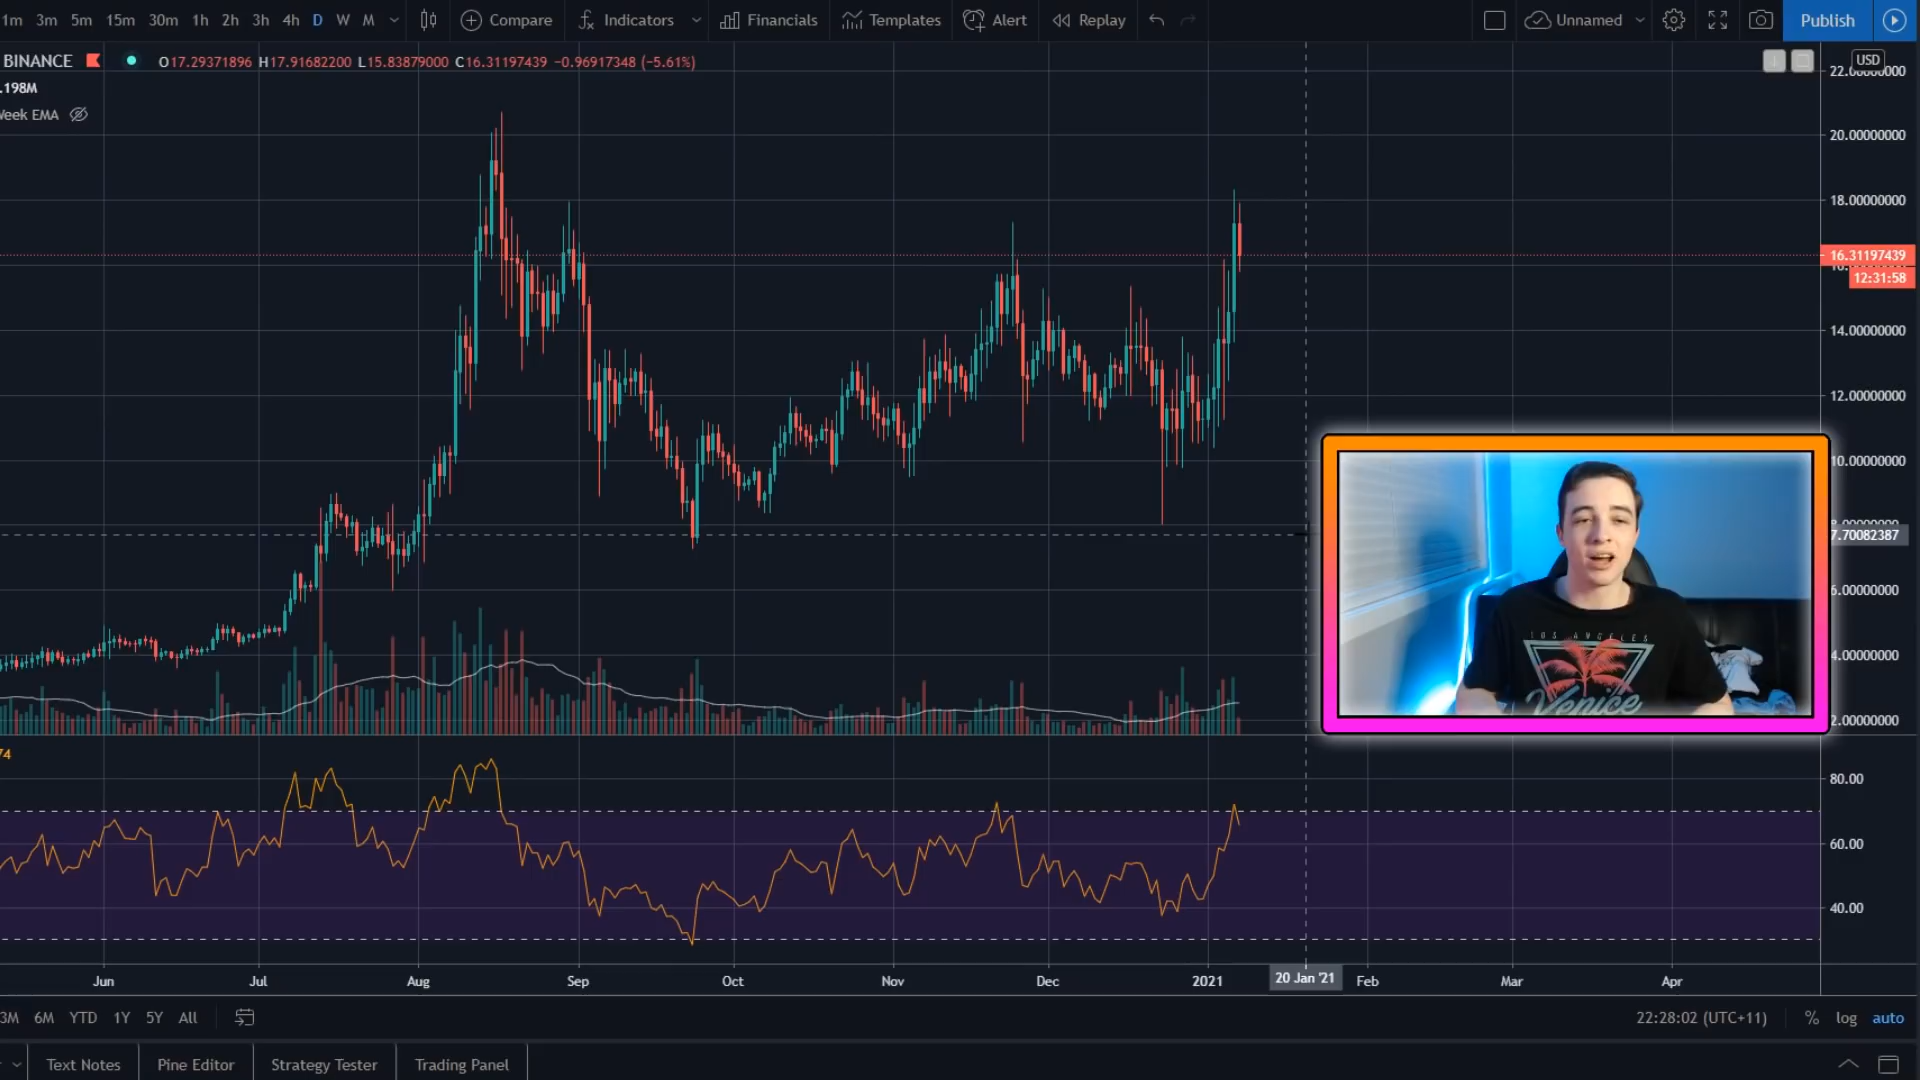 1m 3m 5m 15m 30m 1h 2h 3h 4h D W M Compare Indicators Financials Templates Alert Replay Unnamed Publish
BINANCE O17.29371896 H17.91682200 L15.83879000 C16.31197439 −0.96917348 (−5.61%) USD
.198M
Week EMA
20.00000000
18.00000000
16.31197439
12:31:58
14.00000000
12.00000000
10.00000000
7.70082387
6.00000000
4.00000000
2.00000000
LOS ANGELES
Venice
74
80.00
60.00
40.00
Jun Jul Aug Sep Oct Nov Dec 2021 20 Jan '21 Feb Mar Apr
3M 6M YTD 1Y 5Y All 22:28:02 (UTC+11) % log auto
Text Notes Pine Editor Strategy Tester Trading Panel